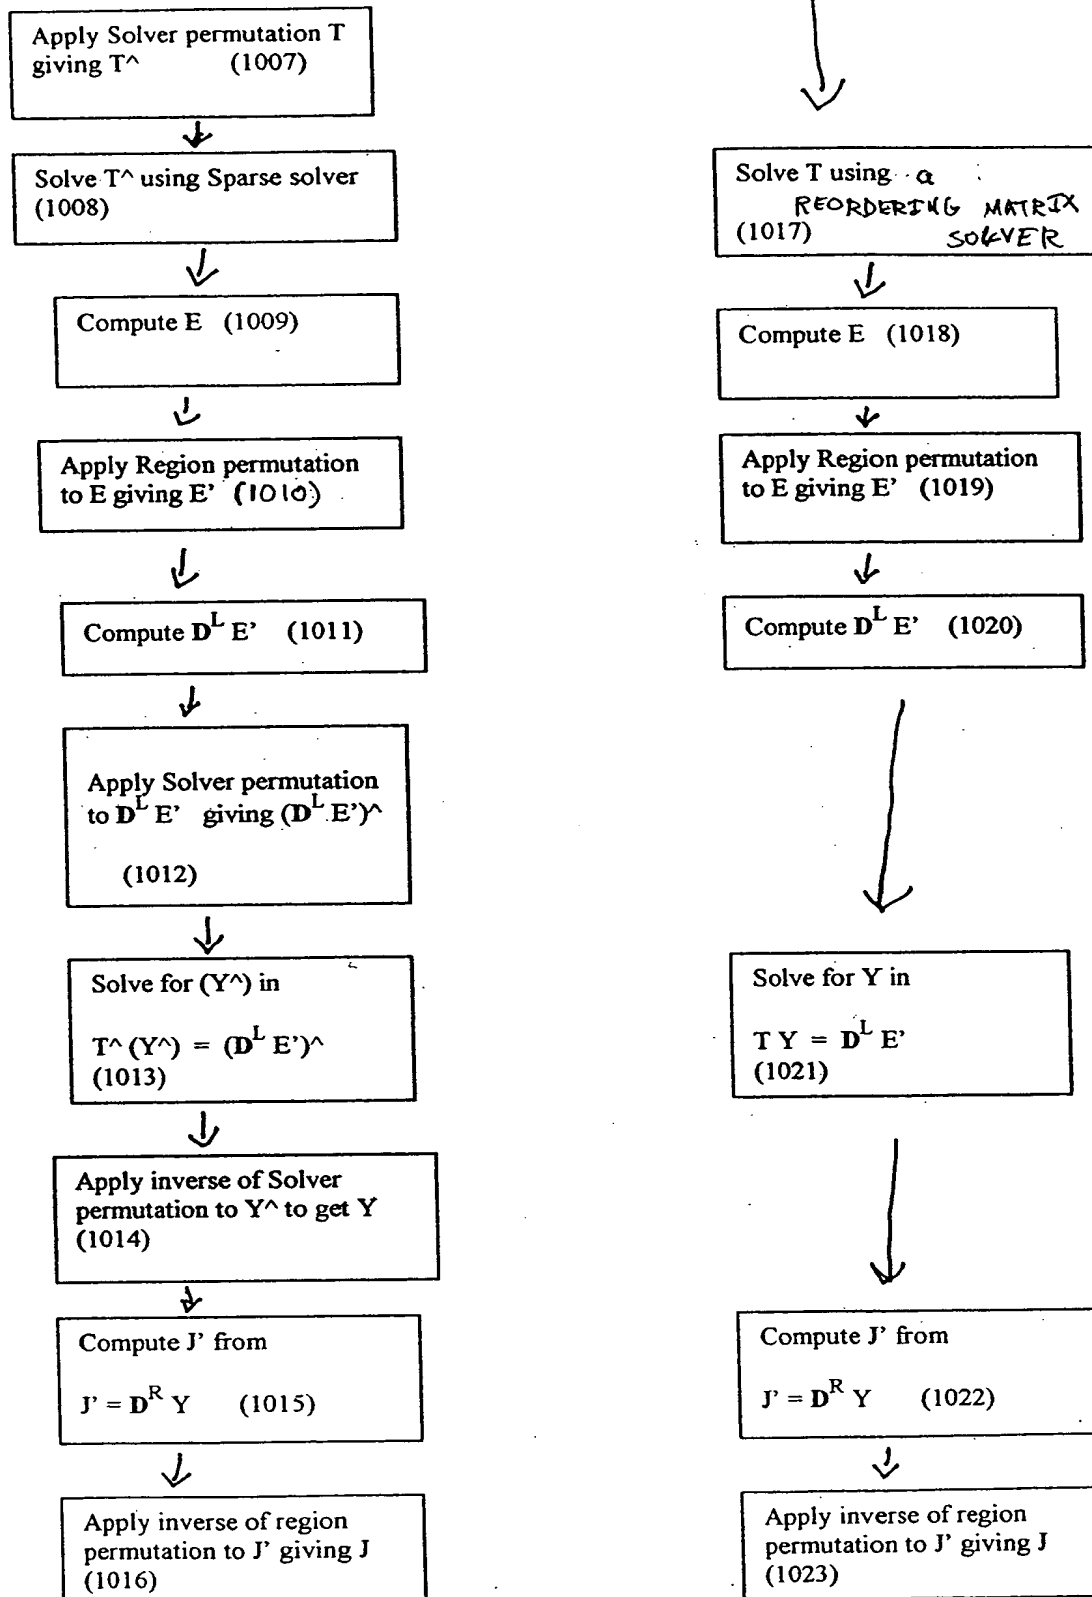 Apply Solver permutation T
giving T^ (1007)
Solve T^ using Sparse solver
(1008)
Compute E (1009)
Apply Region permutation
to E giving E’ (1010)
Compute D^L E’ (1011)
Apply Solver permutation
to D^L E’ giving (D^L E’)^
(1012)
Solve for (Y^) in
T^ (Y^) = (D^L E’)^
(1013)
Apply inverse of Solver
permutation to Y^ to get Y
(1014)
Compute J’ from
J’ = D^R Y (1015)
Apply inverse of region
permutation to J’ giving J
(1016)
Solve T using a
REORDERING MATRIX
(1017) SOLVER
Compute E (1018)
Apply Region permutation
to E giving E’ (1019)
Compute D^L E’ (1020)
Solve for Y in
T Y = D^L E’
(1021)
Compute J’ from
J’ = D^R Y (1022)
Apply inverse of region
permutation to J’ giving J
(1023)